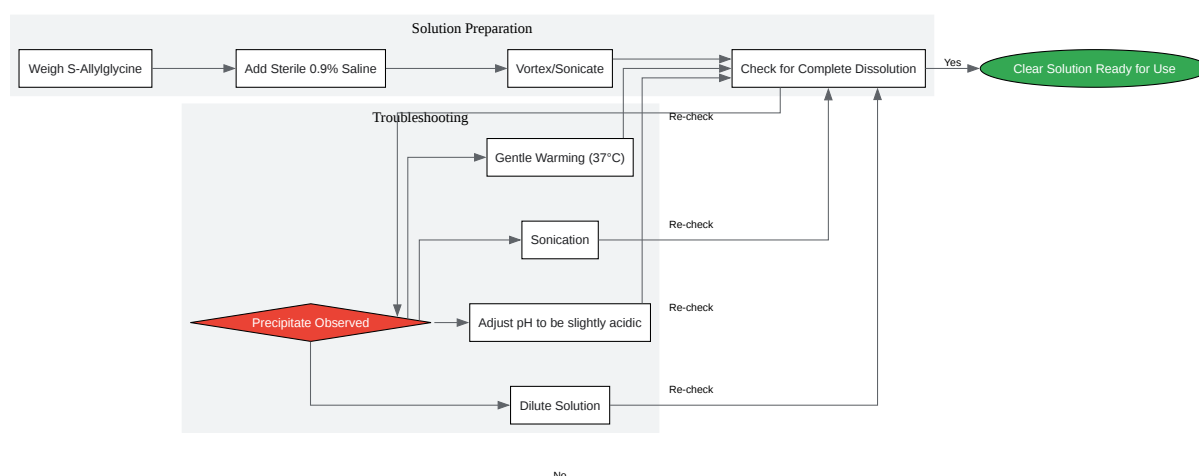 Solution Preparation
Weigh S-Allylglycine
Add Sterile 0.9% Saline
Vortex/Sonicate
Check for Complete Dissolution
Yes
Clear Solution Ready for Use
Troubleshooting
Re-check
Gentle Warming (37°C)
Sonication
Re-check
Precipitate Observed
Adjust pH to be slightly acidic
Re-check
Dilute Solution
Re-check
No